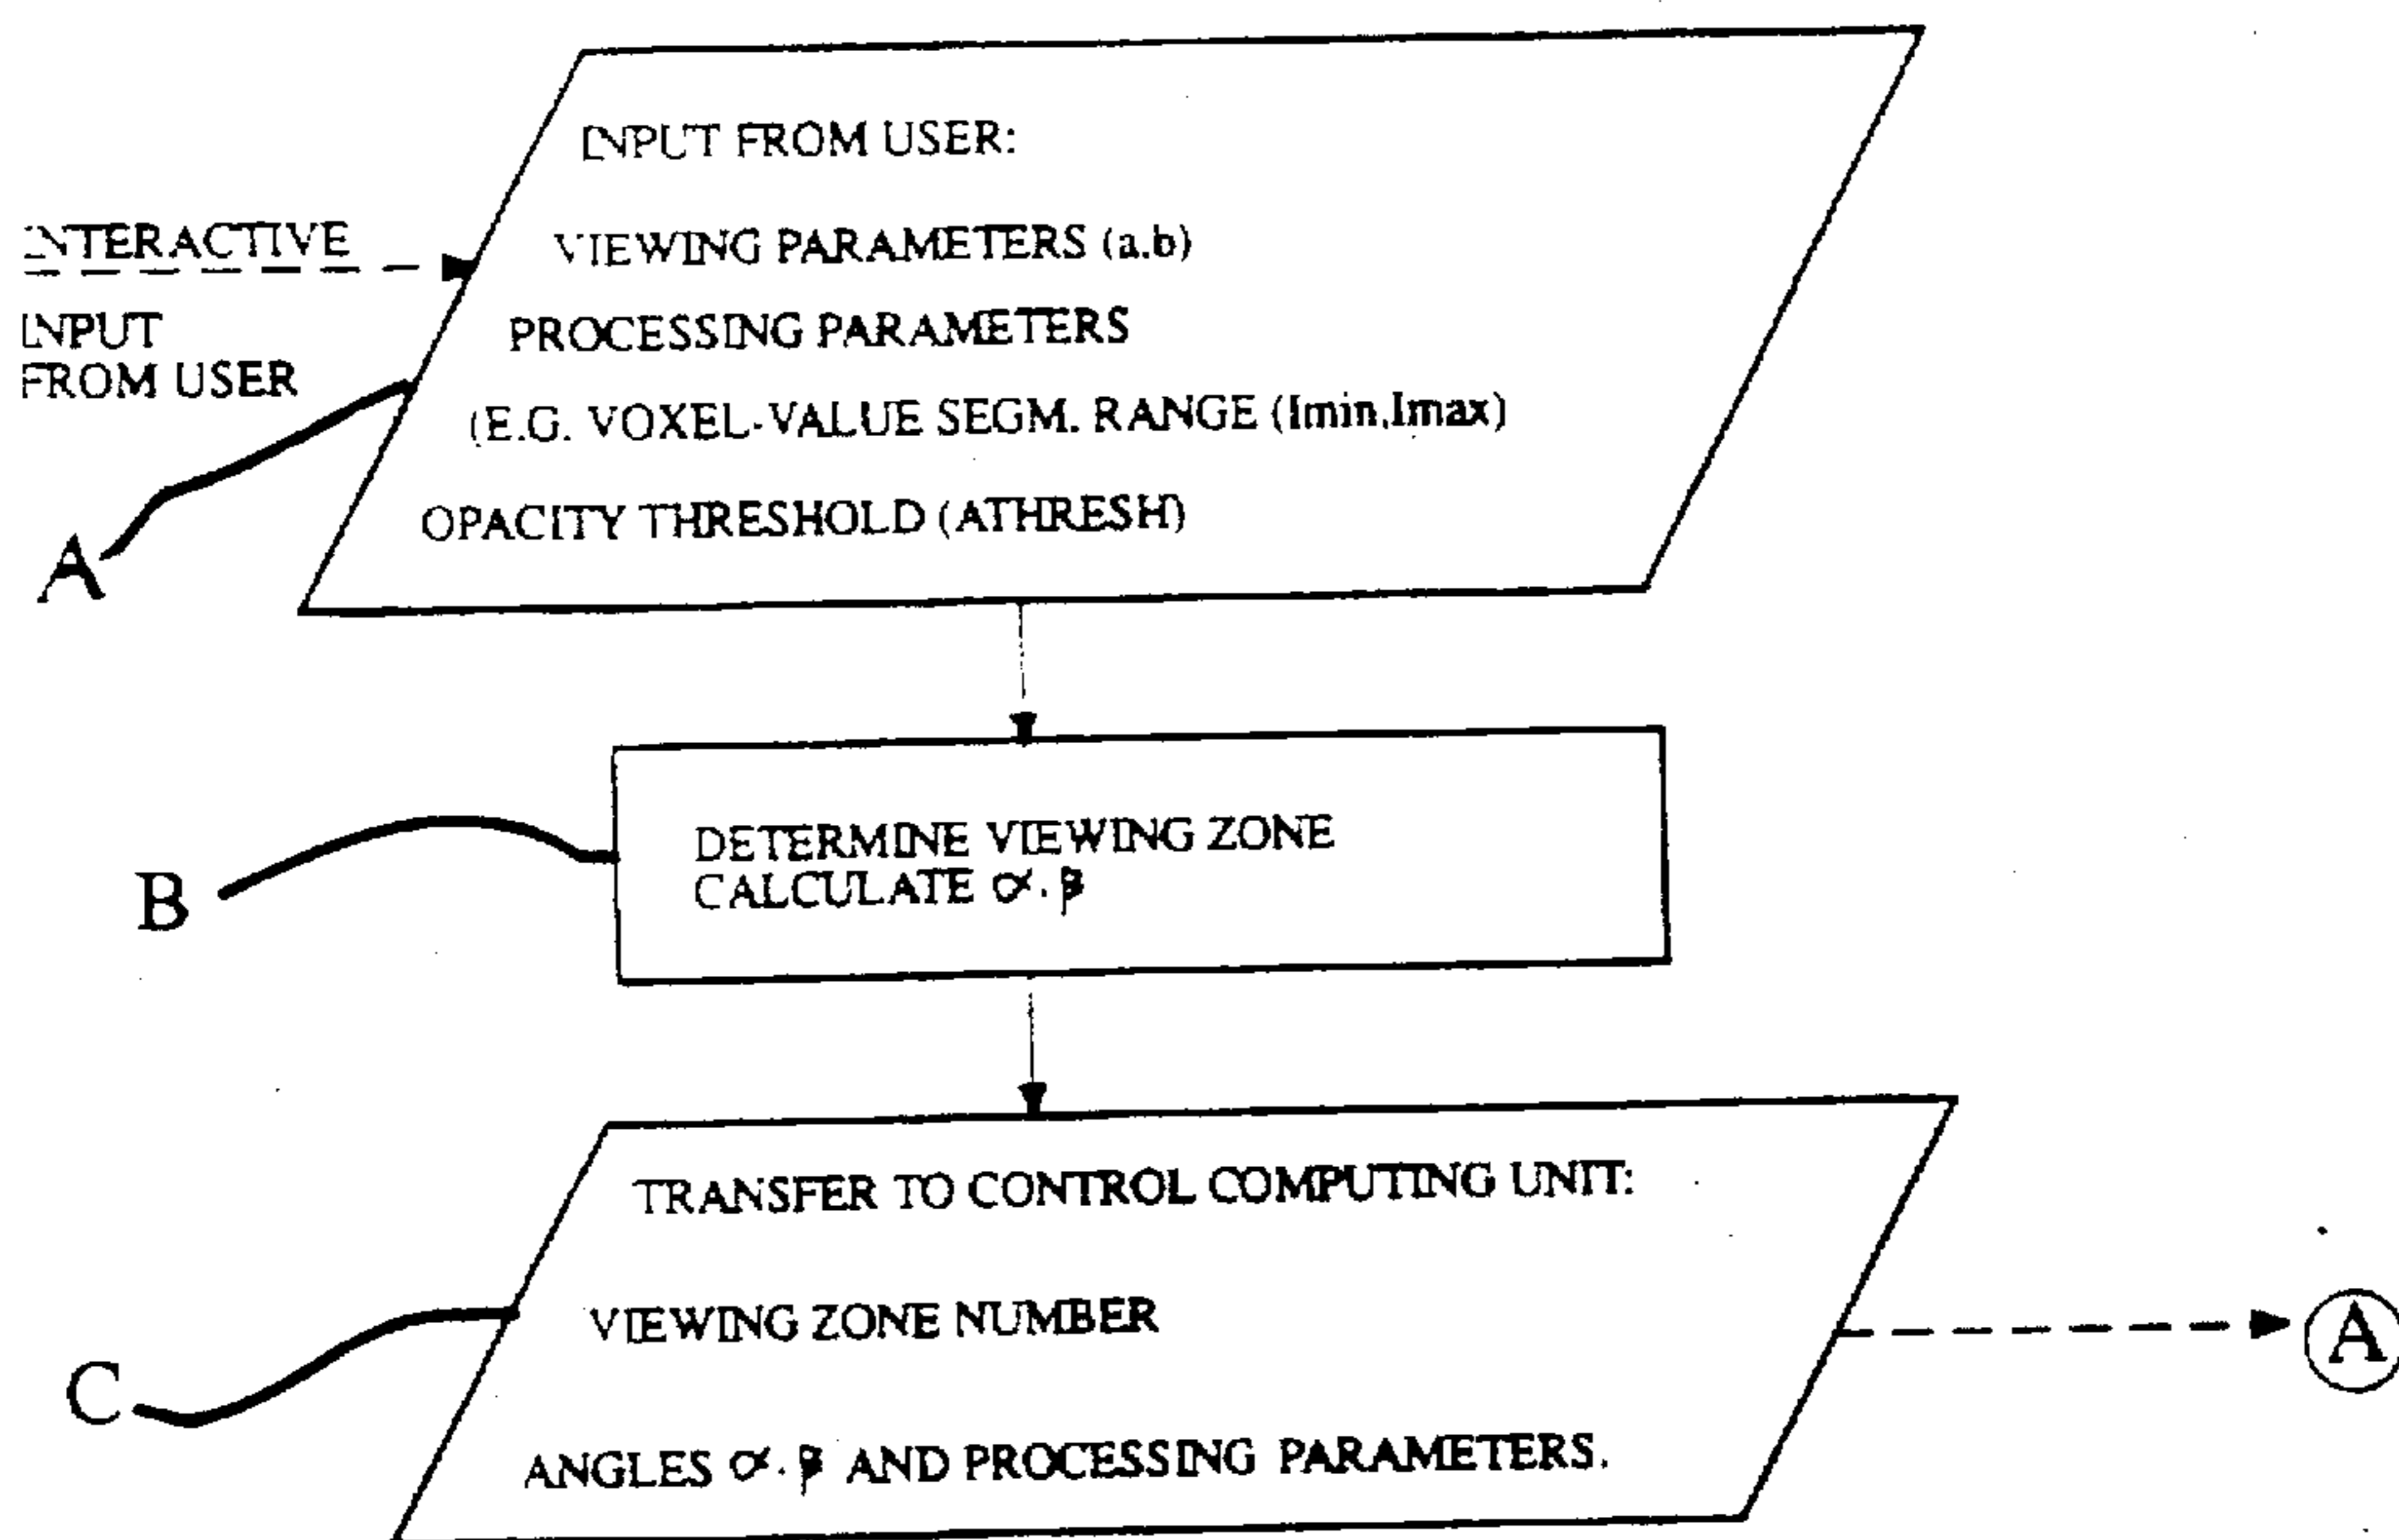 INPUT FROM USER:
INTERACTIVE
VIEWING PARAMETERS (a.b)
INPUT
FROM USER
PROCESSING PARAMETERS
(E.G. VOXEL-VALUE SEGM. RANGE (Imin,Imax)
OPACITY THRESHOLD (ATHRESH)
A
DETERMINE VIEWING ZONE
CALCULATE α.β
B
TRANSFER TO CONTROL COMPUTING UNIT:
VIEWING ZONE NUMBER
A
C
ANGLES α.β AND PROCESSING PARAMETERS.